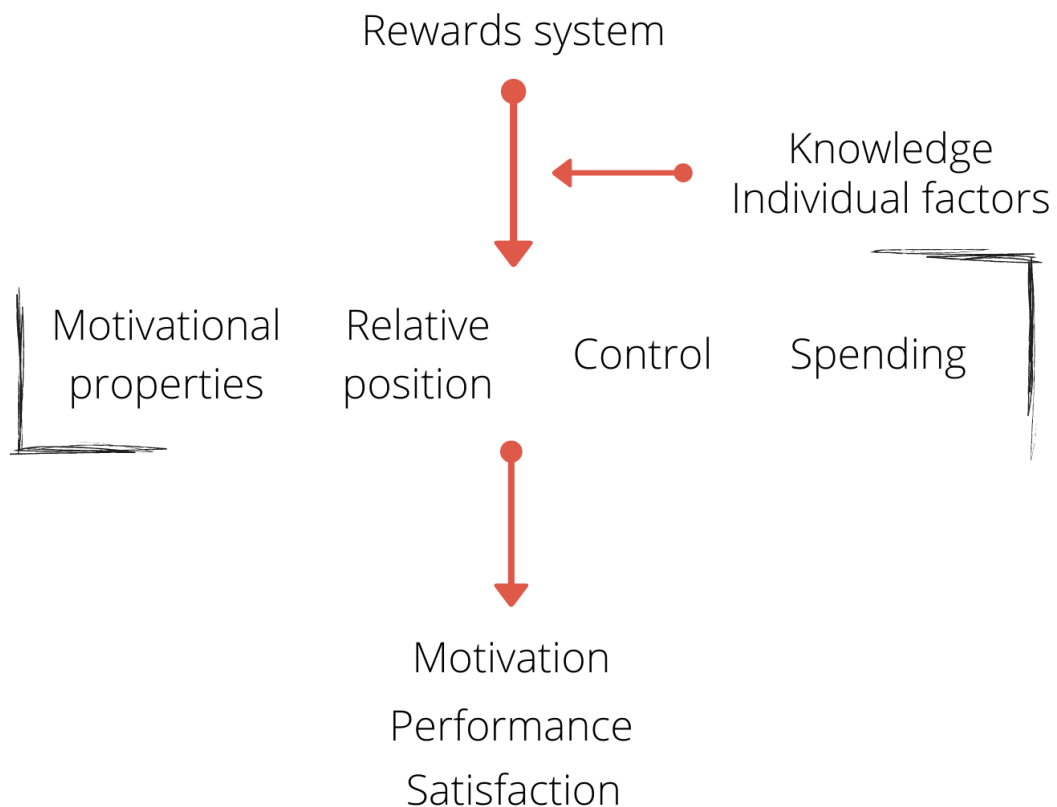 Rewards system
Knowledge
Individual factors
Motivational
properties
Relative
position
Control
Spending
Motivation
Performance
Satisfaction